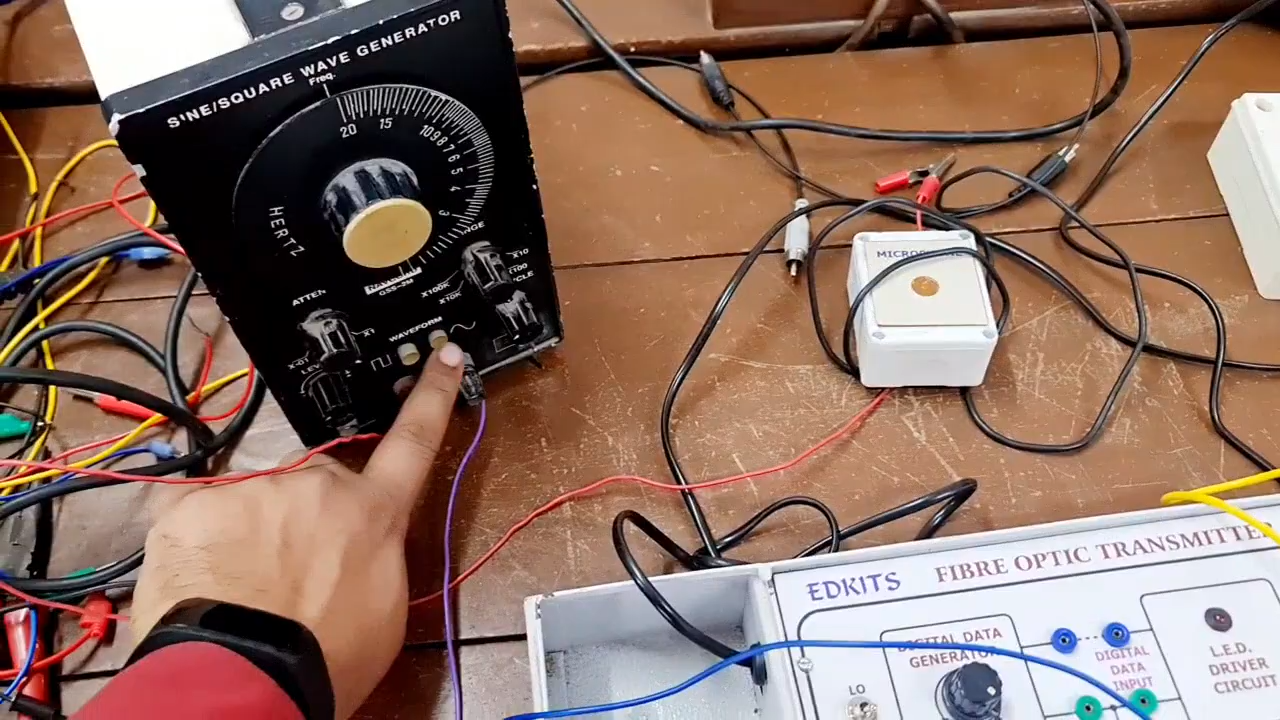 SINE/SQUARE WAVE GENERATOR
Freq.
20 15 10 9 8 7 6 5 4 3
HERTZ
GSS-2M
ATTEN
X1
X·01
X10
X100
X10K
X100K
WAVEFORM
EDKITS FIBRE OPTIC TRANSMITTER
DIGITAL DATA
GENERATOR
LO
DIGITAL
DATA
INPUT
L.E.D.
DRIVER
CIRCUIT